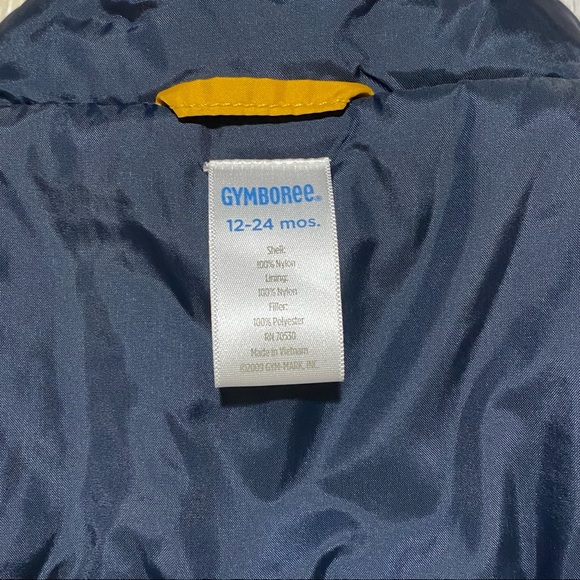 GYMBOREE®
12-24 mos.
Shell:
100% Nylon
Lining:
100% Nylon
Filler:
100% Polyester
RN 70530
Made in Vietnam
©2009 GYM-MARK, INC.